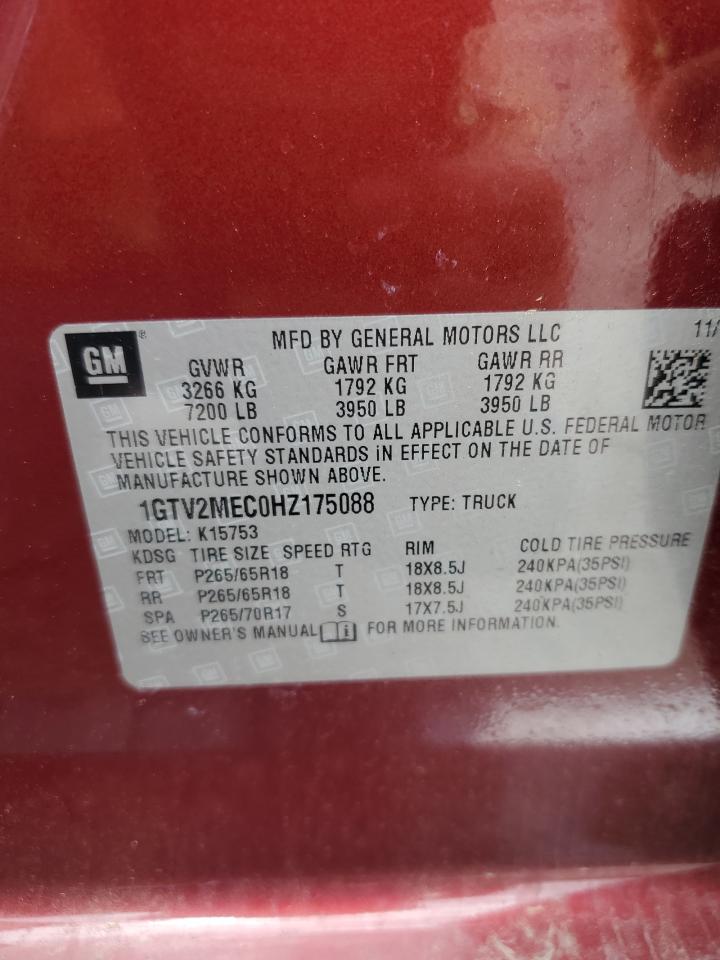 GM ® MFD BY GENERAL MOTORS LLC 11/
GVWR GAWR FRT GAWR RR
3266 KG 1792 KG 1792 KG
7200 LB 3950 LB 3950 LB
THIS VEHICLE CONFORMS TO ALL APPLICABLE U.S. FEDERAL MOTOR
VEHICLE SAFETY STANDARDS IN EFFECT ON THE DATE OF
MANUFACTURE SHOWN ABOVE.
1GTV2MEC0HZ175088 TYPE: TRUCK
MODEL: K15753
KDSG TIRE SIZE SPEED RTG RIM COLD TIRE PRESSURE
FRT P265/65R18 T 18X8.5J 240KPA(35PSI)
RR P265/65R18 T 18X8.5J 240KPA(35PSI)
SPA P265/70R17 S 17X7.5J 240KPA(35PSI)
SEE OWNER'S MANUAL FOR MORE INFORMATION.